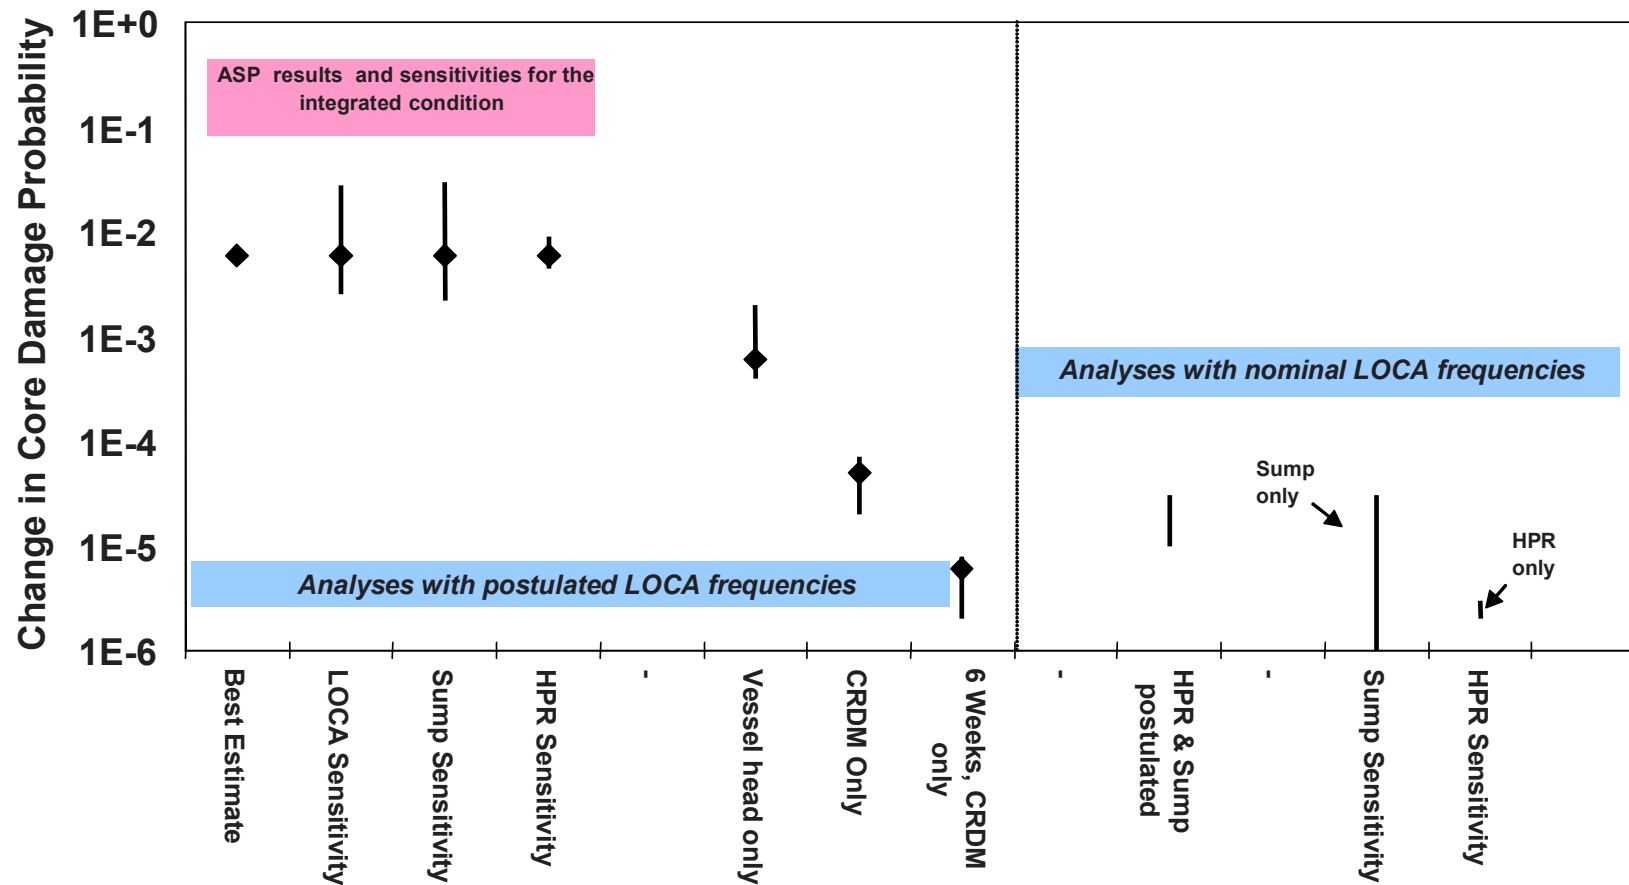 Change in Core Damage Probability
1E+0
1E-1
1E-2
1E-3
1E-4
1E-5
1E-6
ASP results and sensitivities for the
integrated condition
Analyses with nominal LOCA frequencies
Sump
only
HPR
only
Analyses with postulated LOCA frequencies
Best Estimate
LOCA Sensitivity
Sump Sensitivity
HPR Sensitivity
-
Vessel head only
CRDM Only
6 Weeks, CRDM
only
-
HPR & Sump
postulated
-
Sump Sensitivity
HPR Sensitivity